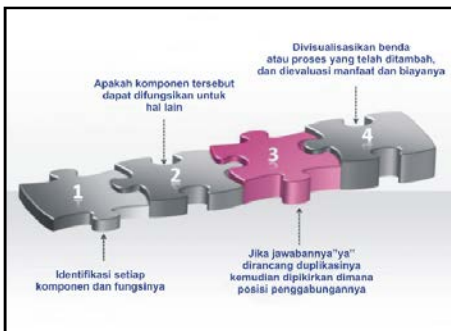 Divisualisasikan benda
atau proses yang telah ditambah,
dan dievaluasi manfaat dan biayanya
Apakah komponen tersebut
dapat difungsikan untuk
hal lain
1
2
3
4
Identifikasi setiap
komponen dan fungsinya
Jika jawabannya"ya"
dirancang duplikasinya
kemudian dipikirkan dimana
posisi penggabungannya